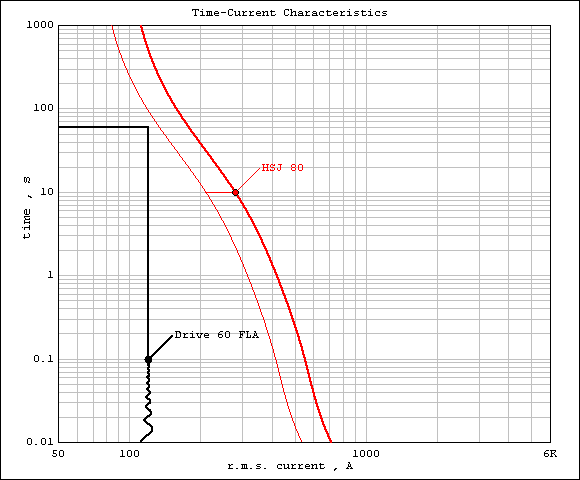 Time-Current Characteristics
1000
100
HSJ 80
10
time , s
1
Drive 60 FLA
0.1
0.01
50 100 1000 6K
r.m.s. current , A